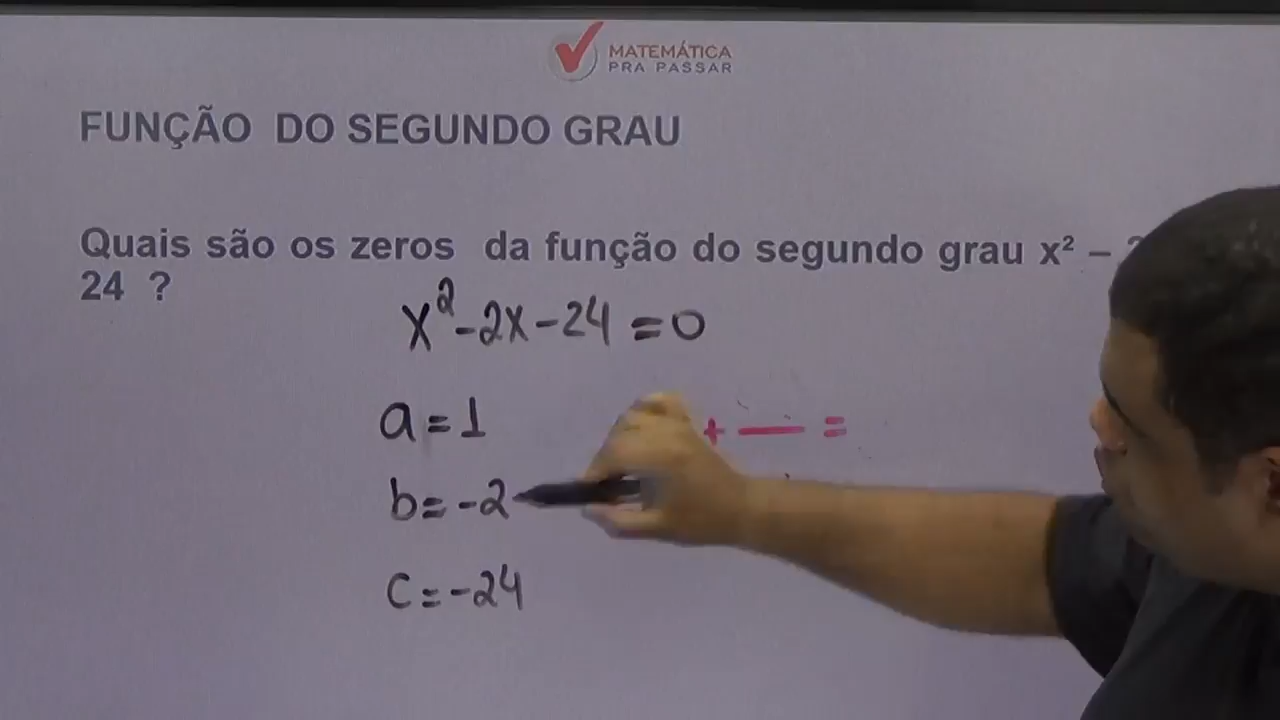 MATEMÁTICA
PRA PASSAR
FUNÇÃO DO SEGUNDO GRAU
Quais são os zeros da função do segundo grau x² –
24 ?
x²-2x-24=0
a=1
+ — =
b=-2
c=-24